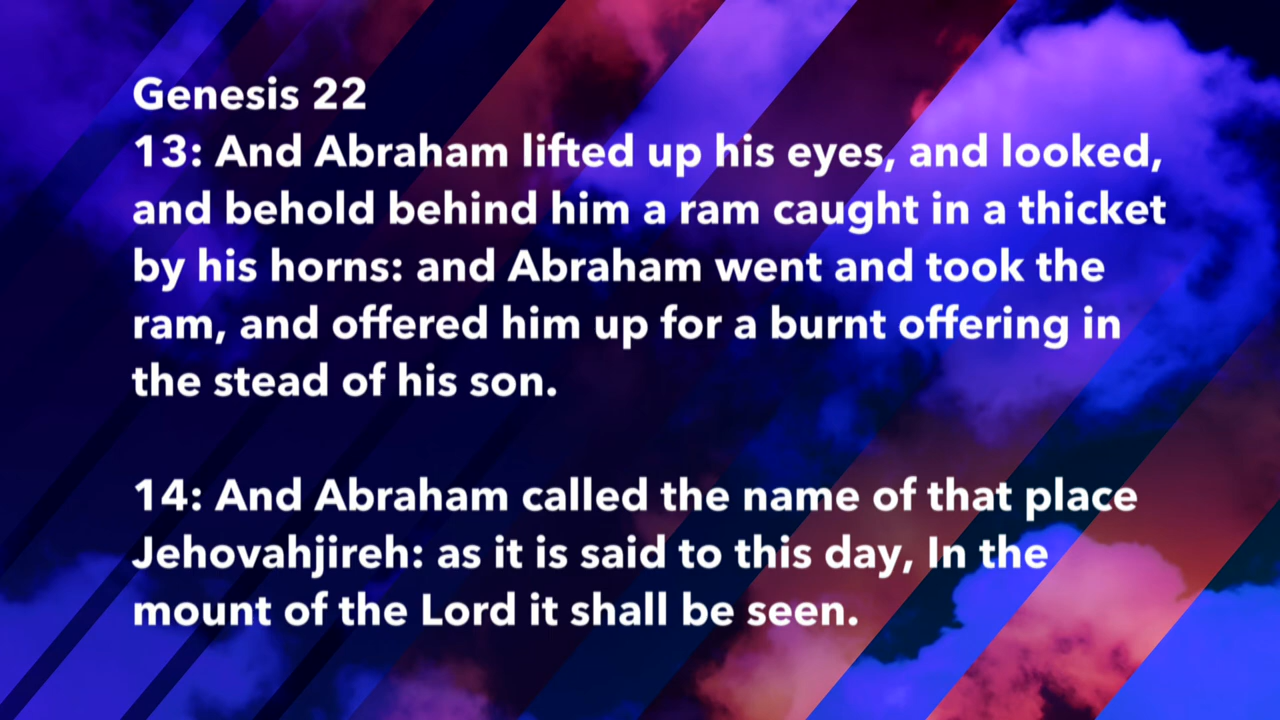 Genesis 22
13: And Abraham lifted up his eyes, and looked,
and behold behind him a ram caught in a thicket
by his horns: and Abraham went and took the
ram, and offered him up for a burnt offering in
the stead of his son.
14: And Abraham called the name of that place
Jehovahjireh: as it is said to this day, In the
mount of the Lord it shall be seen.